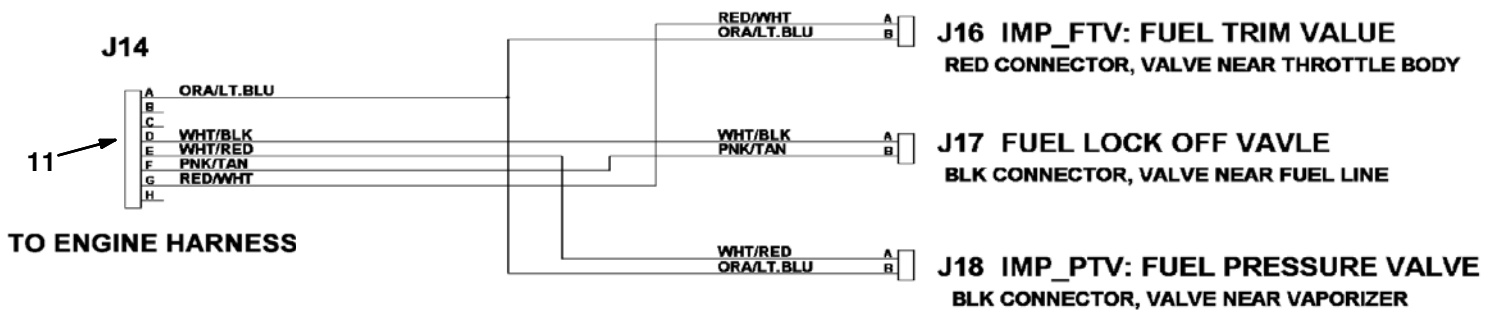 RED/WHT A
ORA/LT.BLU B
J16 IMP_FTV: FUEL TRIM VALUE
RED CONNECTOR, VALVE NEAR THROTTLE BODY
J14
A ORA/LT.BLU
B
C
D WHT/BLK
E WHT/RED
F PNK/TAN
G RED/WHT
H
11
TO ENGINE HARNESS
WHT/BLK A
PNK/TAN B
J17 FUEL LOCK OFF VAVLE
BLK CONNECTOR, VALVE NEAR FUEL LINE
WHT/RED A
ORA/LT.BLU B
J18 IMP_PTV: FUEL PRESSURE VALVE
BLK CONNECTOR, VALVE NEAR VAPORIZER